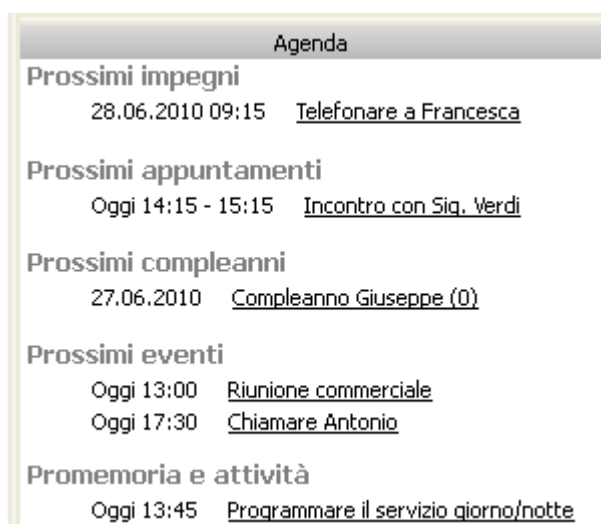 Agenda
Prossimi impegni
28.06.2010 09:15 Telefonare a Francesca
Prossimi appuntamenti
Oggi 14:15 - 15:15 Incontro con Sig. Verdi
Prossimi compleanni
27.06.2010 Compleanno Giuseppe (0)
Prossimi eventi
Oggi 13:00 Riunione commerciale
Oggi 17:30 Chiamare Antonio
Promemoria e attività
Oggi 13:45 Programmare il servizio giorno/notte